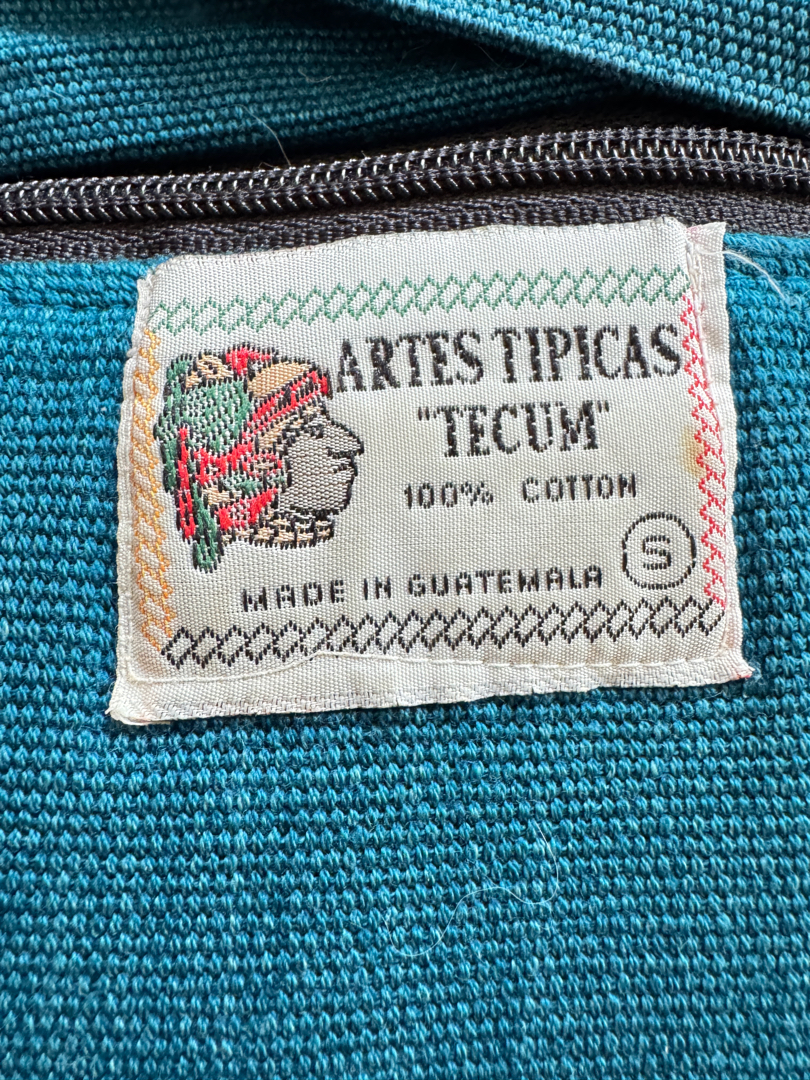 ARTES TIPICAS
"TECUM"
100% COTTON
S
MADE IN GUATEMALA